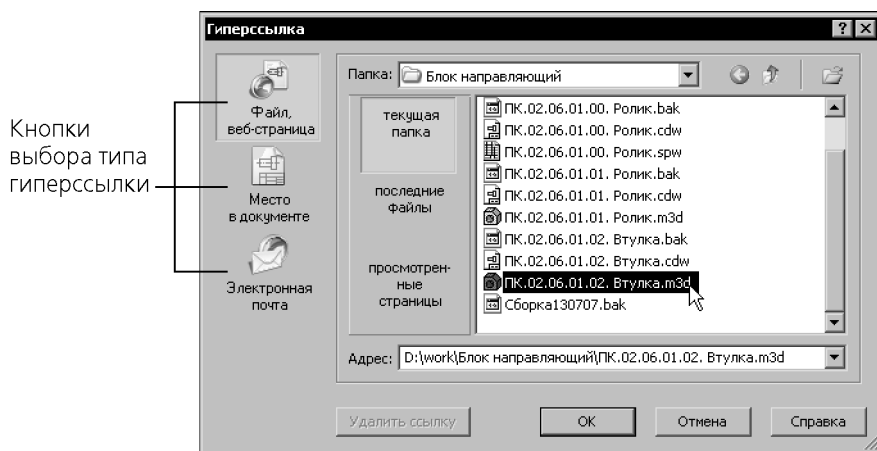 Гиперссылка
Кнопки
выбора типа
гиперссылки
Файл,
веб-страница
Место
в документе
Электронная
почта
Папка: Блок направляющий
текущая
папка
последние
файлы
просмотрен-
ные
страницы
ПК.02.06.01.00. Ролик.bak
ПК.02.06.01.00. Ролик.cdw
ПК.02.06.01.00. Ролик.spw
ПК.02.06.01.01. Ролик.bak
ПК.02.06.01.01. Ролик.cdw
ПК.02.06.01.01. Ролик.m3d
ПК.02.06.01.02. Втулка.bak
ПК.02.06.01.02. Втулка.cdw
ПК.02.06.01.02. Втулка.m3d
Сборка130707.bak
Адрес: D:\work\Блок направляющий\ПК.02.06.01.02. Втулка.m3d
Удалить ссылку
OK
Отмена
Справка